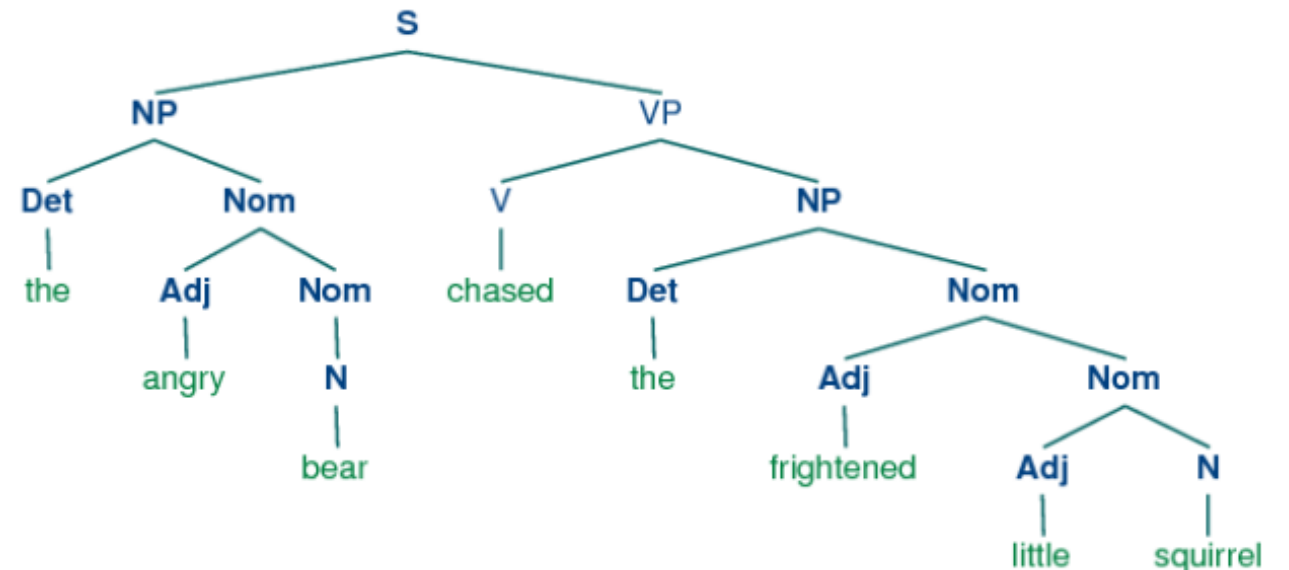 S
NP VP
Det Nom V NP
the Adj Nom chased Det Nom
angry N the Adj Nom
bear frightened Adj N
little squirrel